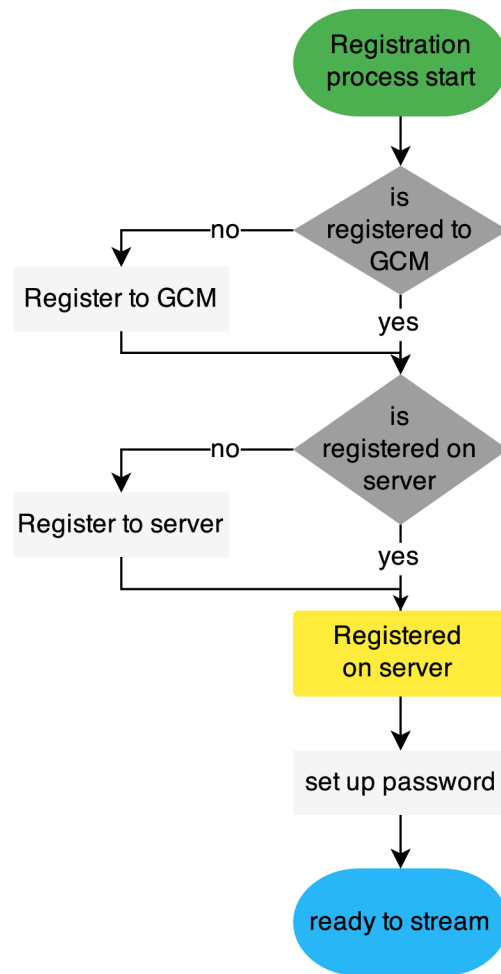 Registration
process start
is
registered to
GCM
no
Register to GCM
yes
is
registered on
server
no
Register to server
yes
Registered
on server
set up password
ready to stream